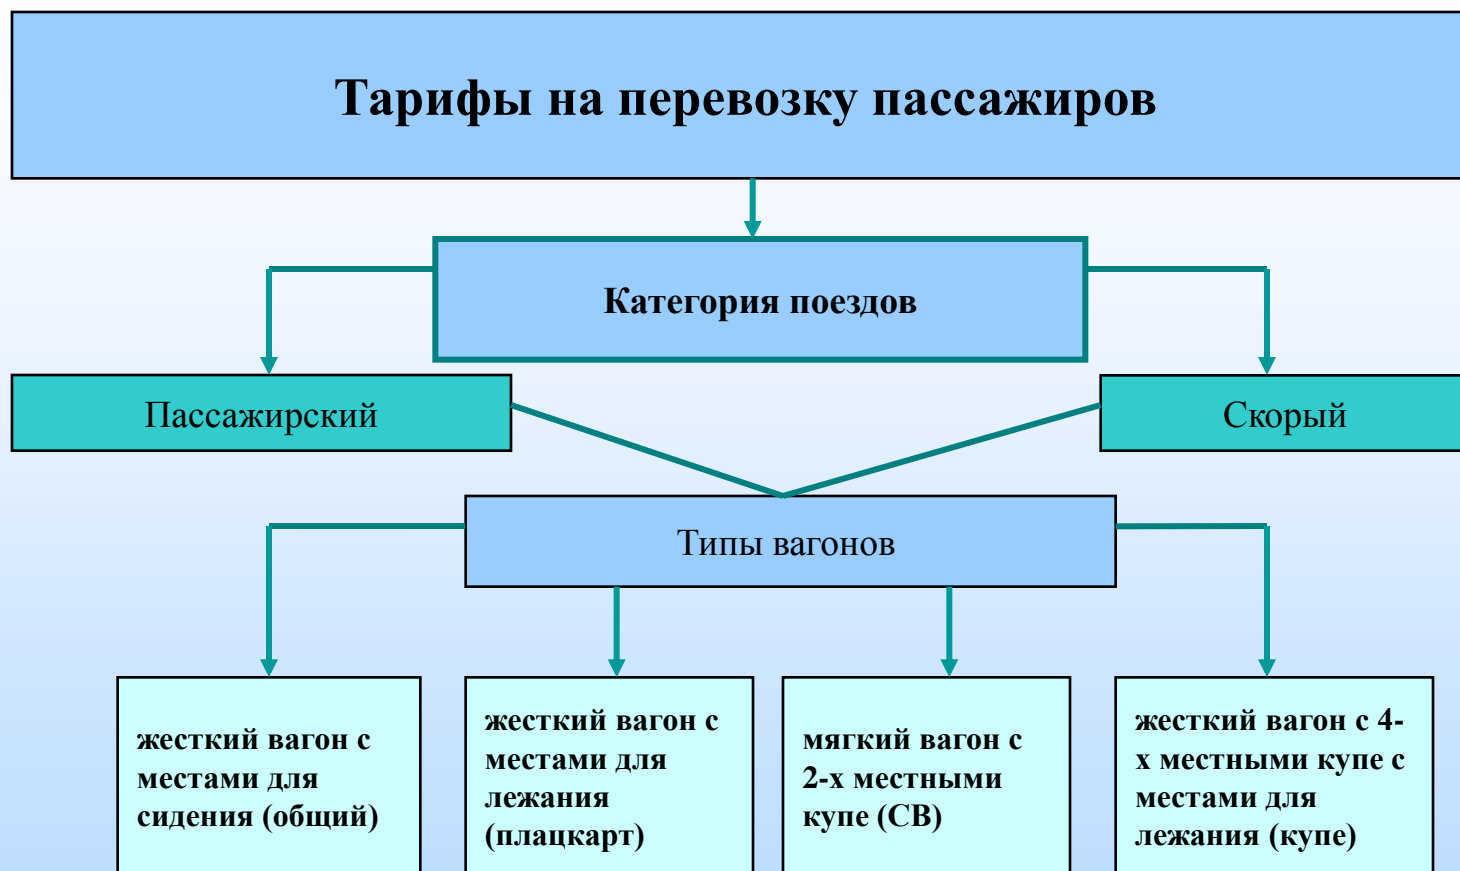 Тарифы на перевозку пассажиров
Категория поездов
Пассажирский
Скорый
Типы вагонов
жесткий вагон с
местами для
сидения (общий)
жесткий вагон с
местами для
лежания
(плацкарт)
мягкий вагон с
2-х местными
купе (СВ)
жесткий вагон с 4-
х местными купе с
местами для
лежания (купе)